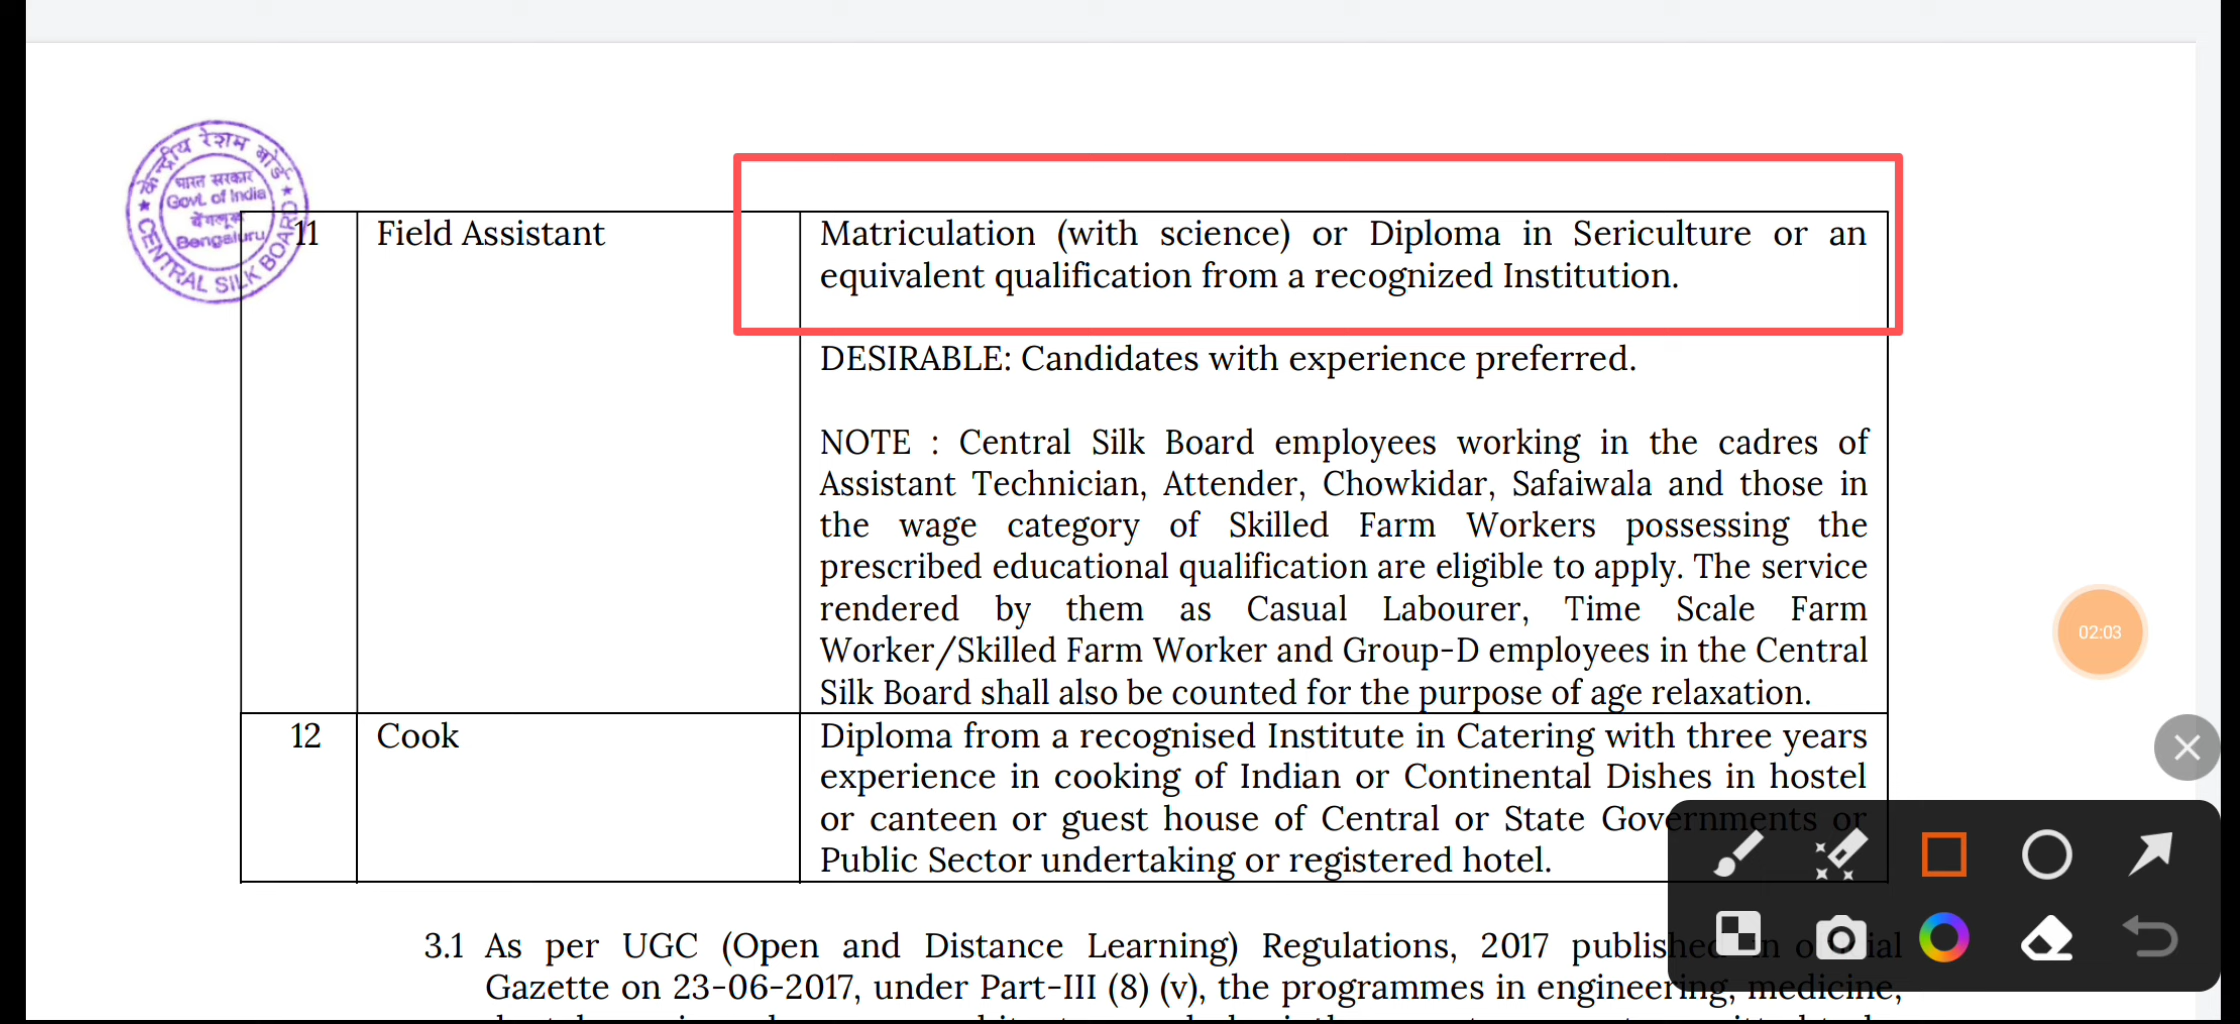 केन्द्रीय रेशम बोर्ड
भारत सरकार
Govt. of India
बेंगलूरू
Bengaluru
CENTRAL SILK BOARD
11 Field Assistant Matriculation (with science) or Diploma in Sericulture or an
equivalent qualification from a recognized Institution.
DESIRABLE: Candidates with experience preferred.
NOTE : Central Silk Board employees working in the cadres of
Assistant Technician, Attender, Chowkidar, Safaiwala and those in
the wage category of Skilled Farm Workers possessing the
prescribed educational qualification are eligible to apply. The service
rendered by them as Casual Labourer, Time Scale Farm
Worker/Skilled Farm Worker and Group-D employees in the Central
Silk Board shall also be counted for the purpose of age relaxation.
02:03
12 Cook Diploma from a recognised Institute in Catering with three years
experience in cooking of Indian or Continental Dishes in hostel
or canteen or guest house of Central or State Governments or
Public Sector undertaking or registered hotel.
3.1 As per UGC (Open and Distance Learning) Regulations, 2017 published in
Gazette on 23-06-2017, under Part-III (8) (v), the programmes in engineering, medicine,